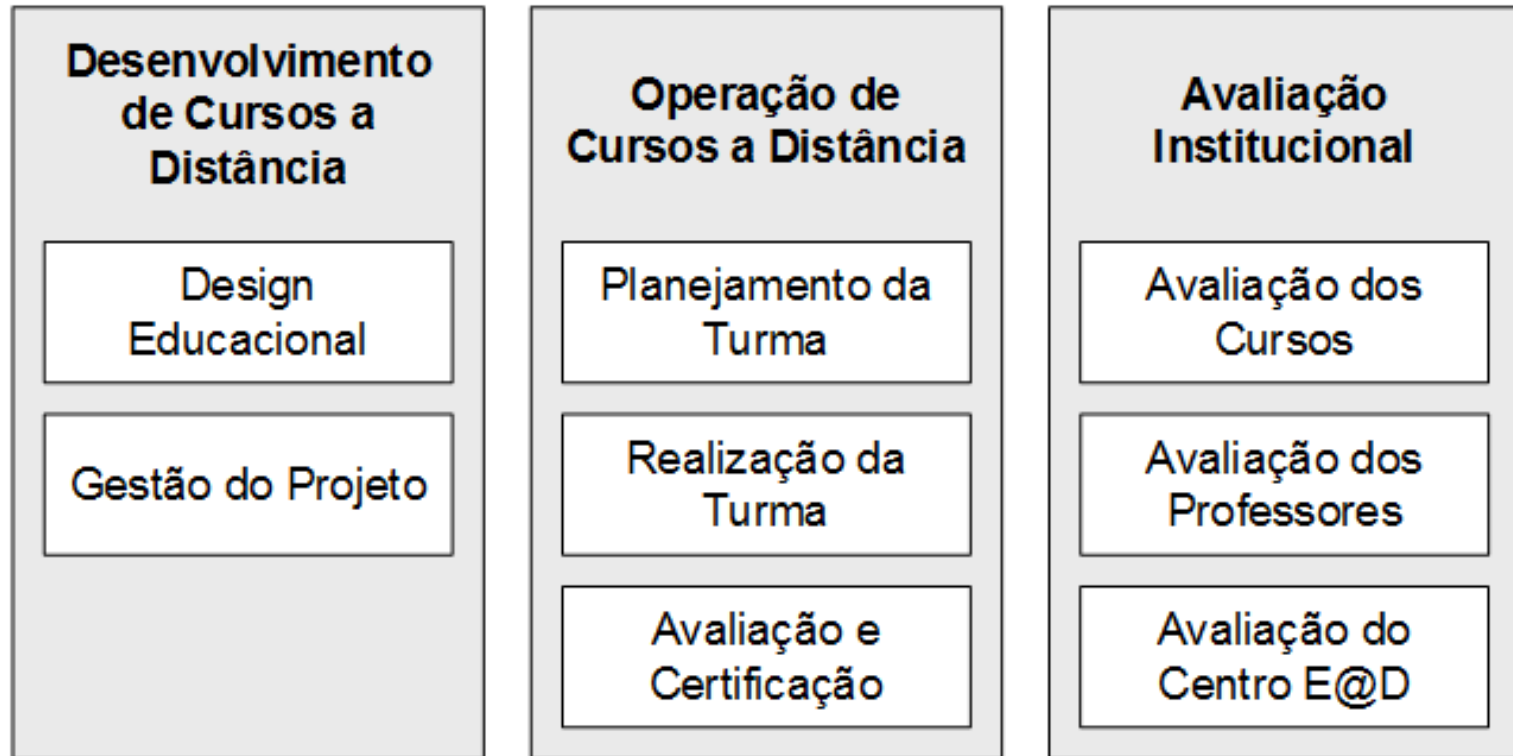 Desenvolvimento
de Cursos a
Distância
Design
Educacional
Gestão do Projeto
Operação de
Cursos a Distância
Planejamento da
Turma
Realização da
Turma
Avaliação e
Certificação
Avaliação
Institucional
Avaliação dos
Cursos
Avaliação dos
Professores
Avaliação do
Centro E@D